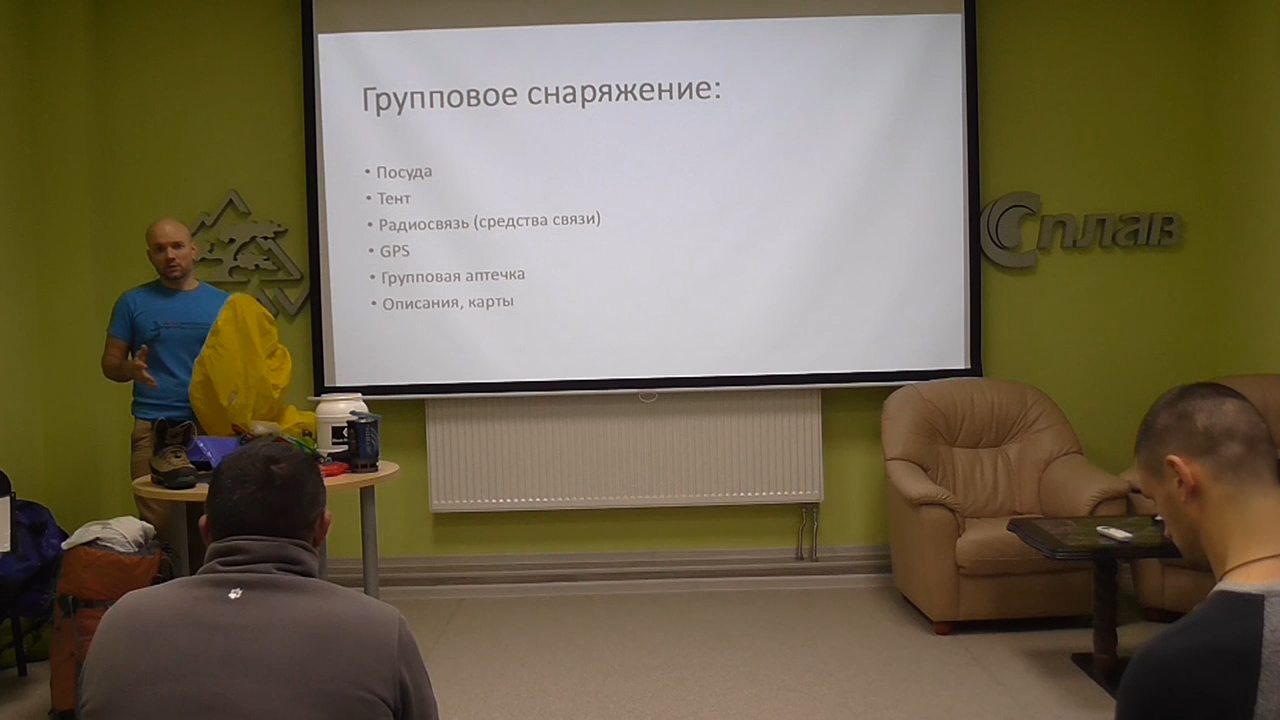 Групповое снаряжение:
• Посуда
• Тент
• Радиосвязь (средства связи)
• GPS
• Групповая аптечка
• Описания, карты
Сплав